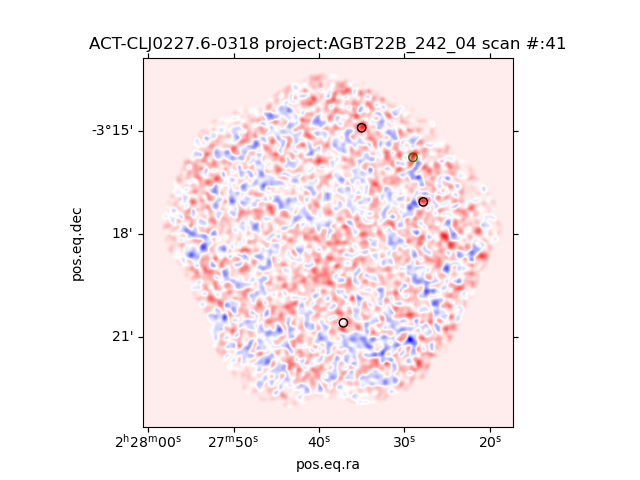 ACT-CLJ0227.6-0318 project:AGBT22B_242_04 scan #:41
-3°15'
18'
21'
pos.eq.dec
2ʰ28ᵐ00ˢ 27ᵐ50ˢ 40ˢ 30ˢ 20ˢ
pos.eq.ra